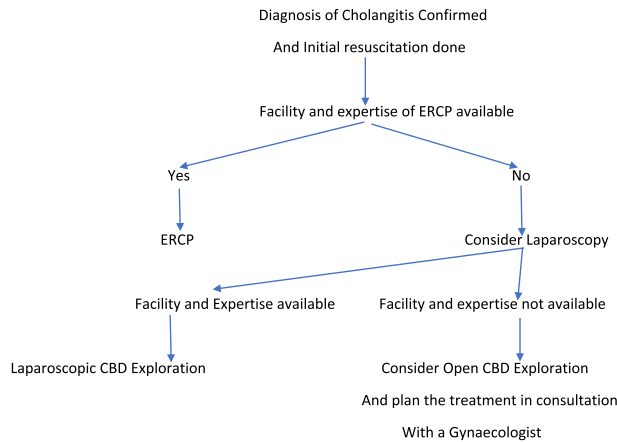 Diagnosis of Cholangitis Confirmed
And Initial resuscitation done
Facility and expertise of ERCP available
Yes
No
ERCP
Consider Laparoscopy
Facility and Expertise available
Facility and expertise not available
Laparoscopic CBD Exploration
Consider Open CBD Exploration
And plan the treatment in consultation
With a Gynaecologist